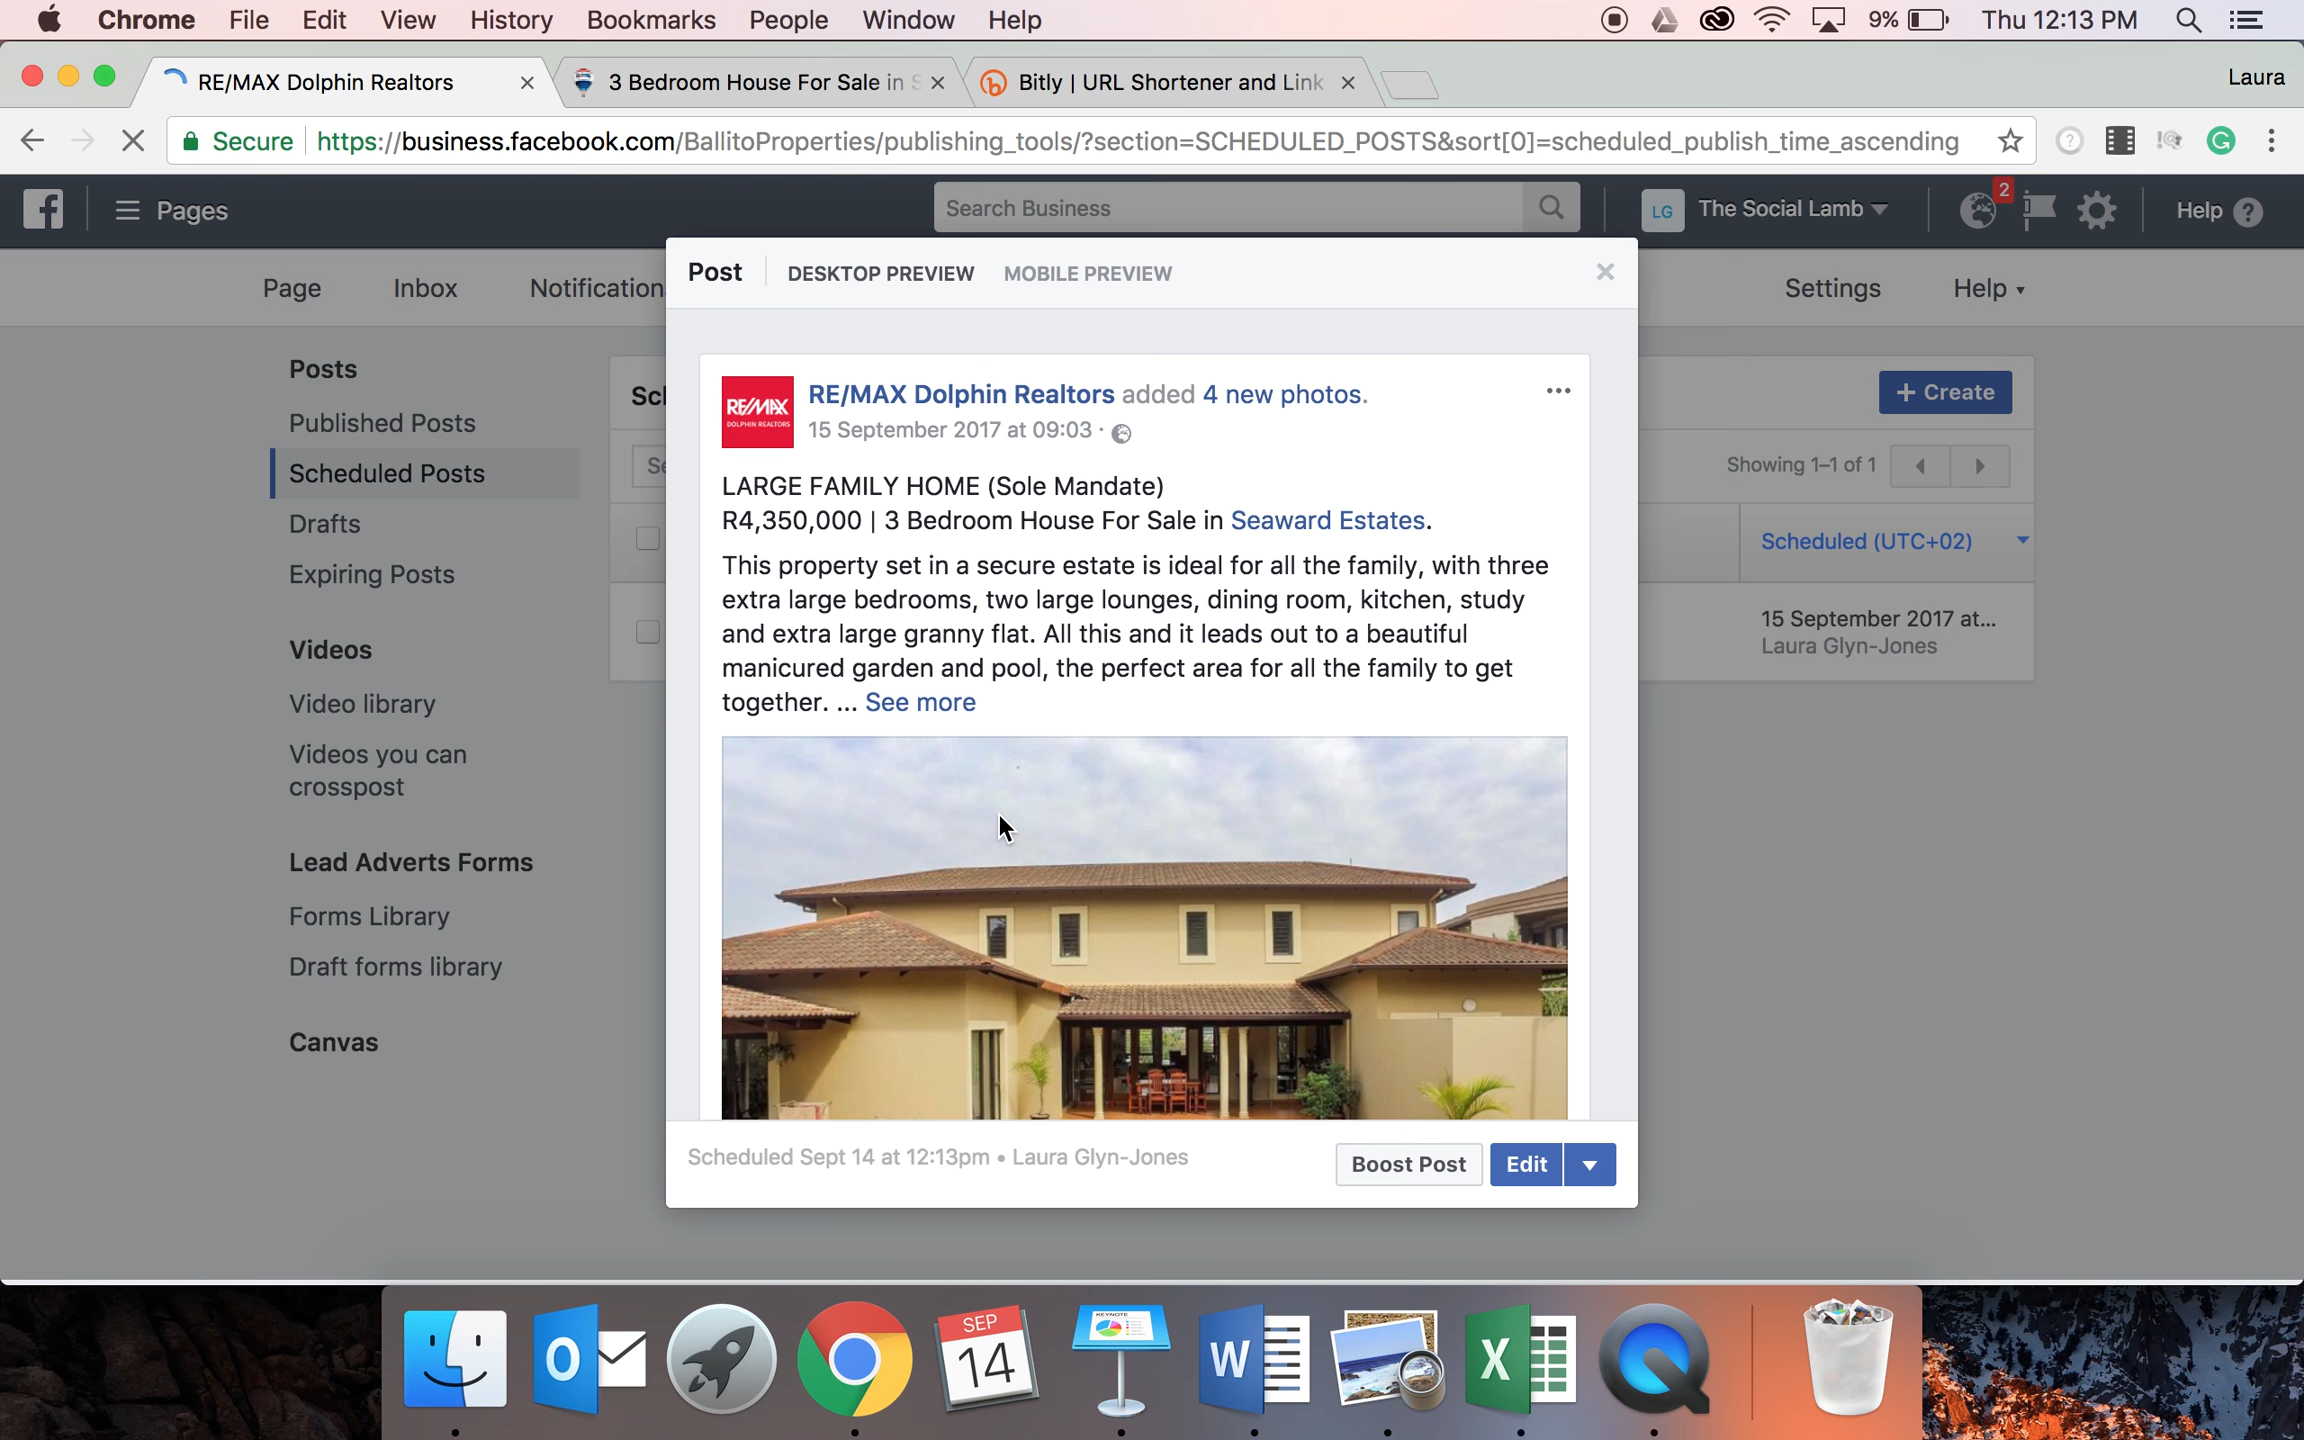 Chrome File Edit View History Bookmarks People Window Help 9% Thu 12:13 PM
RE/MAX Dolphin Realtors 3 Bedroom House For Sale in S Bitly | URL Shortener and Link Laura
Secure https://business.facebook.com/BallitoProperties/publishing_tools/?section=SCHEDULED_POSTS&sort[0]=scheduled_publish_time_ascending
Pages Search Business LG The Social Lamb 2 Help ?
Page Inbox Notification Settings Help
Post DESKTOP PREVIEW MOBILE PREVIEW
Posts
Published Posts
Scheduled Posts
Drafts
Expiring Posts
Videos
Video library
Videos you can
crosspost
Lead Adverts Forms
Forms Library
Draft forms library
Canvas
Sc
Se
RE/MAX
DOLPHIN REALTORS
RE/MAX Dolphin Realtors added 4 new photos.
15 September 2017 at 09:03 ·
LARGE FAMILY HOME (Sole Mandate)
R4,350,000 | 3 Bedroom House For Sale in Seaward Estates.
This property set in a secure estate is ideal for all the family, with three
extra large bedrooms, two large lounges, dining room, kitchen, study
and extra large granny flat. All this and it leads out to a beautiful
manicured garden and pool, the perfect area for all the family to get
together. ... See more
Scheduled Sept 14 at 12:13pm • Laura Glyn-Jones
Boost Post Edit
+ Create
Showing 1–1 of 1
Scheduled (UTC+02)
15 September 2017 at...
Laura Glyn-Jones
SEP
14
KEYNOTE
O
W
X